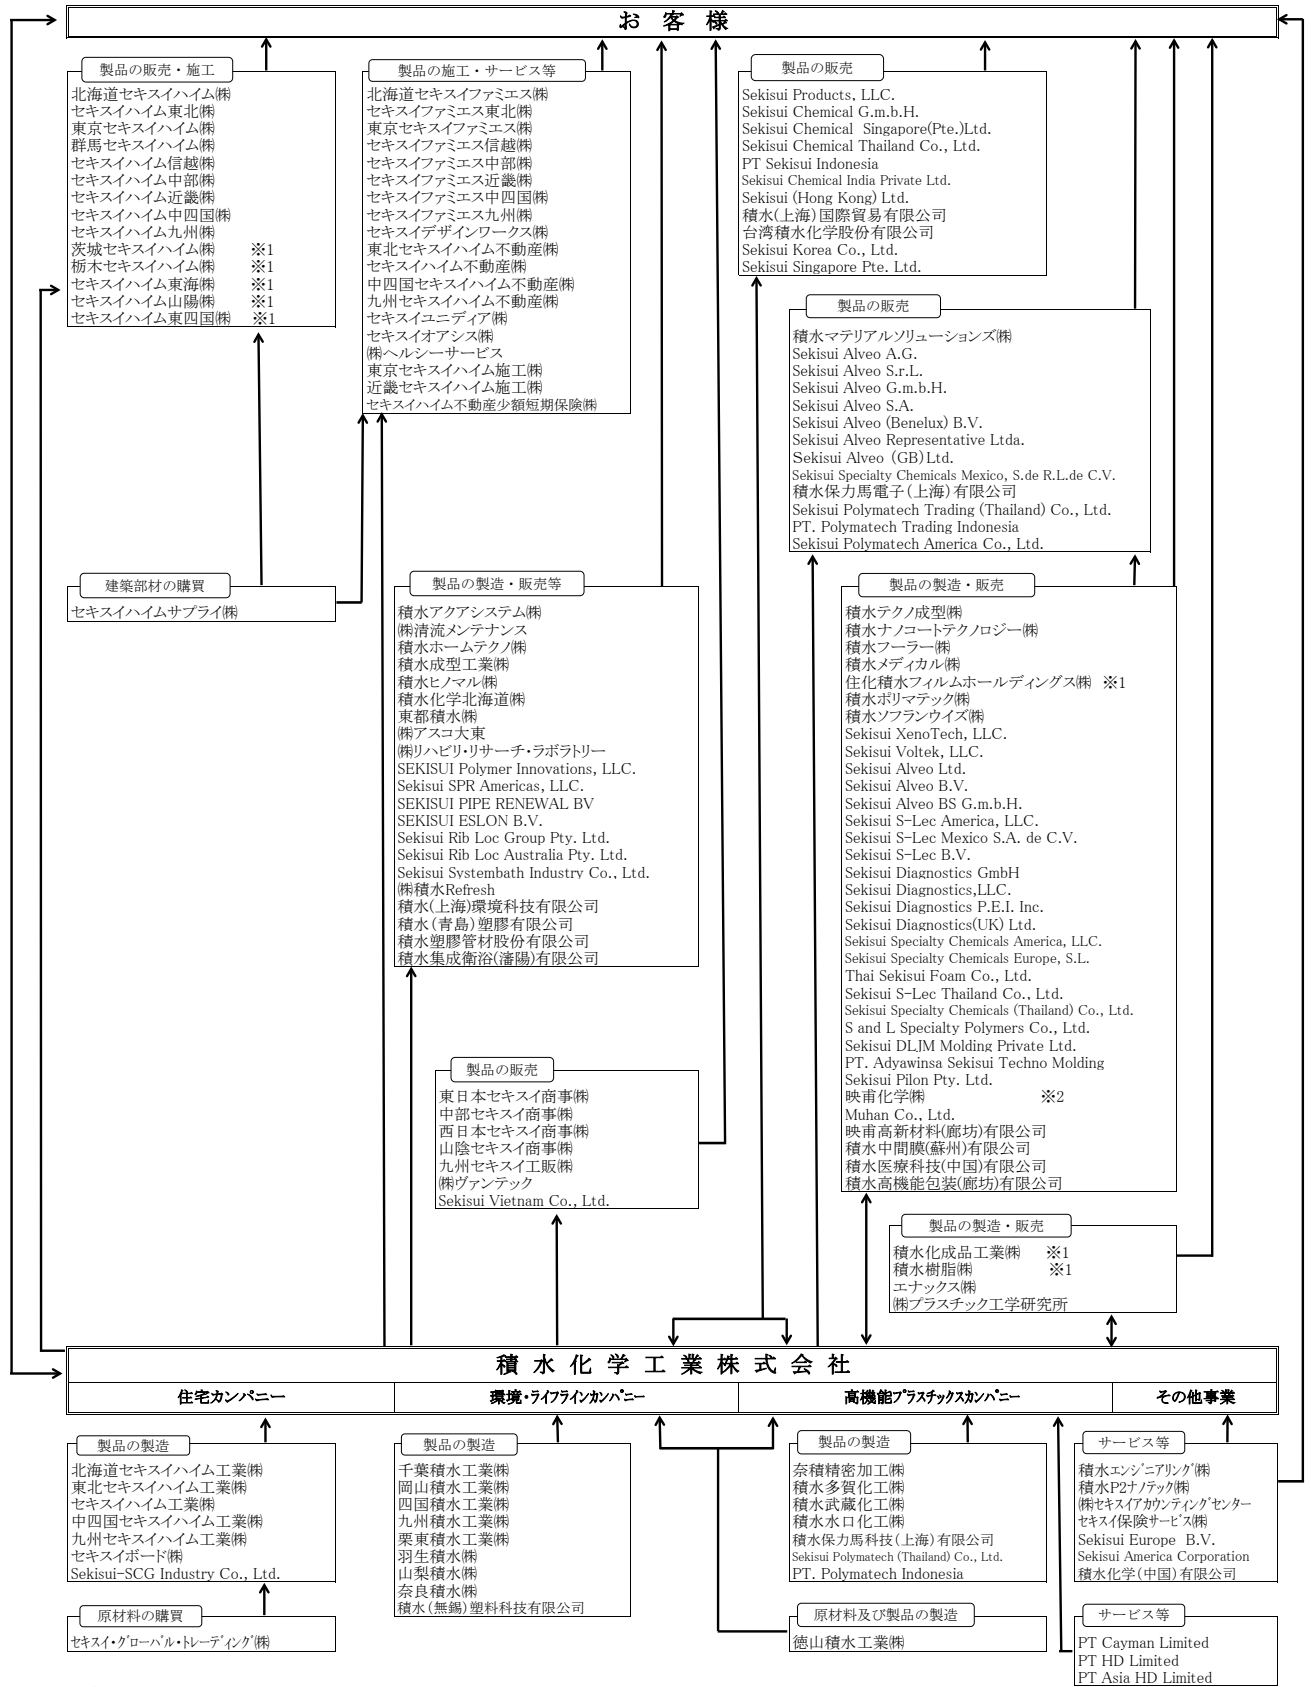 お 客 様
製品の販売・施工
北海道セキスイハイム㈱
セキスイハイム東北㈱
東京セキスイハイム㈱
群馬セキスイハイム㈱
セキスイハイム信越㈱
セキスイハイム中部㈱
セキスイハイム近畿㈱
セキスイハイム中四国㈱
セキスイハイム九州㈱
茨城セキスイハイム㈱ ※1
栃木セキスイハイム㈱ ※1
セキスイハイム東海㈱ ※1
セキスイハイム山陽㈱ ※1
セキスイハイム東四国㈱ ※1
製品の施工・サービス等
北海道セキスイファミエス㈱
セキスイファミエス東北㈱
東京セキスイファミエス㈱
セキスイファミエス信越㈱
セキスイファミエス中部㈱
セキスイファミエス近畿㈱
セキスイファミエス中四国㈱
セキスイファミエス九州㈱
セキスイデザインワークス㈱
東北セキスイハイム不動産㈱
セキスイハイム不動産㈱
中四国セキスイハイム不動産㈱
九州セキスイハイム不動産㈱
セキスイユニディア㈱
セキスイオアシス㈱
㈱ヘルシーサービス
東京セキスイハイム施工㈱
近畿セキスイハイム施工㈱
セキスイハイム不動産少額短期保険㈱
製品の販売
Sekisui Products, LLC.
Sekisui Chemical G.m.b.H.
Sekisui Chemical Singapore(Pte.)Ltd.
Sekisui Chemical Thailand Co., Ltd.
PT Sekisui Indonesia
Sekisui Chemical India Private Ltd.
Sekisui (Hong Kong) Ltd.
積水(上海)国際貿易有限公司
台湾積水化学股份有限公司
Sekisui Korea Co., Ltd.
Sekisui Singapore Pte. Ltd.
製品の販売
積水マテリアルソリューションズ㈱
Sekisui Alveo A.G.
Sekisui Alveo S.r.L.
Sekisui Alveo G.m.b.H.
Sekisui Alveo S.A.
Sekisui Alveo (Benelux) B.V.
Sekisui Alveo Representative Ltda.
Sekisui Alveo (GB)Ltd.
Sekisui Specialty Chemicals Mexico, S.de R.L.de C.V.
積水保力馬電子(上海)有限公司
Sekisui Polymatech Trading (Thailand) Co., Ltd.
PT. Polymatech Trading Indonesia
Sekisui Polymatech America Co., Ltd.
建築部材の購買
セキスイハイムサプライ㈱
製品の製造・販売等
積水アクアシステム㈱
㈱清流メンテナンス
積水ホームテクノ㈱
積水成型工業㈱
積水ヒノマル㈱
積水化学北海道㈱
東都積水㈱
㈱アスコ大東
㈱リハビリ・リサーチ・ラボラトリー
SEKISUI Polymer Innovations, LLC.
Sekisui SPR Americas, LLC.
SEKISUI PIPE RENEWAL BV
SEKISUI ESLON B.V.
Sekisui Rib Loc Group Pty. Ltd.
Sekisui Rib Loc Australia Pty. Ltd.
Sekisui Systembath Industry Co., Ltd.
㈱積水Refresh
積水(上海)環境科技有限公司
積水(青島)塑膠有限公司
積水塑膠管材股份有限公司
積水集成衛浴(瀋陽)有限公司
製品の製造・販売
積水テクノ成型㈱
積水ナノコートテクノロジー㈱
積水フーラー㈱
積水メディカル㈱
住化積水フィルムホールディングス㈱ ※1
積水ポリマテック㈱
積水ソフランウイズ㈱
Sekisui XenoTech, LLC.
Sekisui Voltek, LLC.
Sekisui Alveo Ltd.
Sekisui Alveo B.V.
Sekisui Alveo BS G.m.b.H.
Sekisui S-Lec America, LLC.
Sekisui S-Lec Mexico S.A. de C.V.
Sekisui S-Lec B.V.
Sekisui Diagnostics GmbH
Sekisui Diagnostics,LLC.
Sekisui Diagnostics P.E.I. Inc.
Sekisui Diagnostics(UK) Ltd.
Sekisui Specialty Chemicals America, LLC.
Sekisui Specialty Chemicals Europe, S.L.
Thai Sekisui Foam Co., Ltd.
Sekisui S-Lec Thailand Co., Ltd.
Sekisui Specialty Chemicals (Thailand) Co., Ltd.
S and L Specialty Polymers Co., Ltd.
Sekisui DLJM Molding Private Ltd.
PT. Adyawinsa Sekisui Techno Molding
Sekisui Pilon Pty. Ltd.
映甫化学㈱ ※2
Muhan Co., Ltd.
映甫高新材料(廊坊)有限公司
積水中間膜(蘇州)有限公司
積水医療科技(中国)有限公司
積水高機能包装(廊坊)有限公司
製品の販売
東日本セキスイ商事㈱
中部セキスイ商事㈱
西日本セキスイ商事㈱
山陰セキスイ商事㈱
九州セキスイ工販㈱
㈱ヴァンテック
Sekisui Vietnam Co., Ltd.
製品の製造・販売
積水化成品工業㈱ ※1
積水樹脂㈱ ※1
エナックス㈱
㈱プラスチック工学研究所
積 水 化 学 工 業 株 式 会 社
住宅カンパニー 環境・ライフラインカンパニー 高機能プラスチックスカンパニー その他事業
製品の製造
北海道セキスイハイム工業㈱
東北セキスイハイム工業㈱
セキスイハイム工業㈱
中四国セキスイハイム工業㈱
九州セキスイハイム工業㈱
セキスイボード㈱
Sekisui-SCG Industry Co., Ltd.
原材料の購買
セキスイ・グローバル・トレーディング㈱
製品の製造
千葉積水工業㈱
岡山積水工業㈱
四国積水工業㈱
九州積水工業㈱
栗東積水工業㈱
羽生積水㈱
山梨積水㈱
奈良積水㈱
積水(無錫)塑料科技有限公司
製品の製造
奈積精密加工㈱
積水多賀化工㈱
積水武蔵化工㈱
積水水口化工㈱
積水保力馬科技(上海)有限公司
Sekisui Polymatech (Thailand) Co., Ltd.
PT. Polymatech Indonesia
原材料及び製品の製造
徳山積水工業㈱
サービス等
積水エンジニアリング㈱
積水P2ナノテック㈱
㈱セキスイアカウンティングセンター
セキスイ保険サービス㈱
Sekisui Europe B.V.
Sekisui America Corporation
積水化学(中国)有限公司
サービス等
PT Cayman Limited
PT HD Limited
PT Asia HD Limited